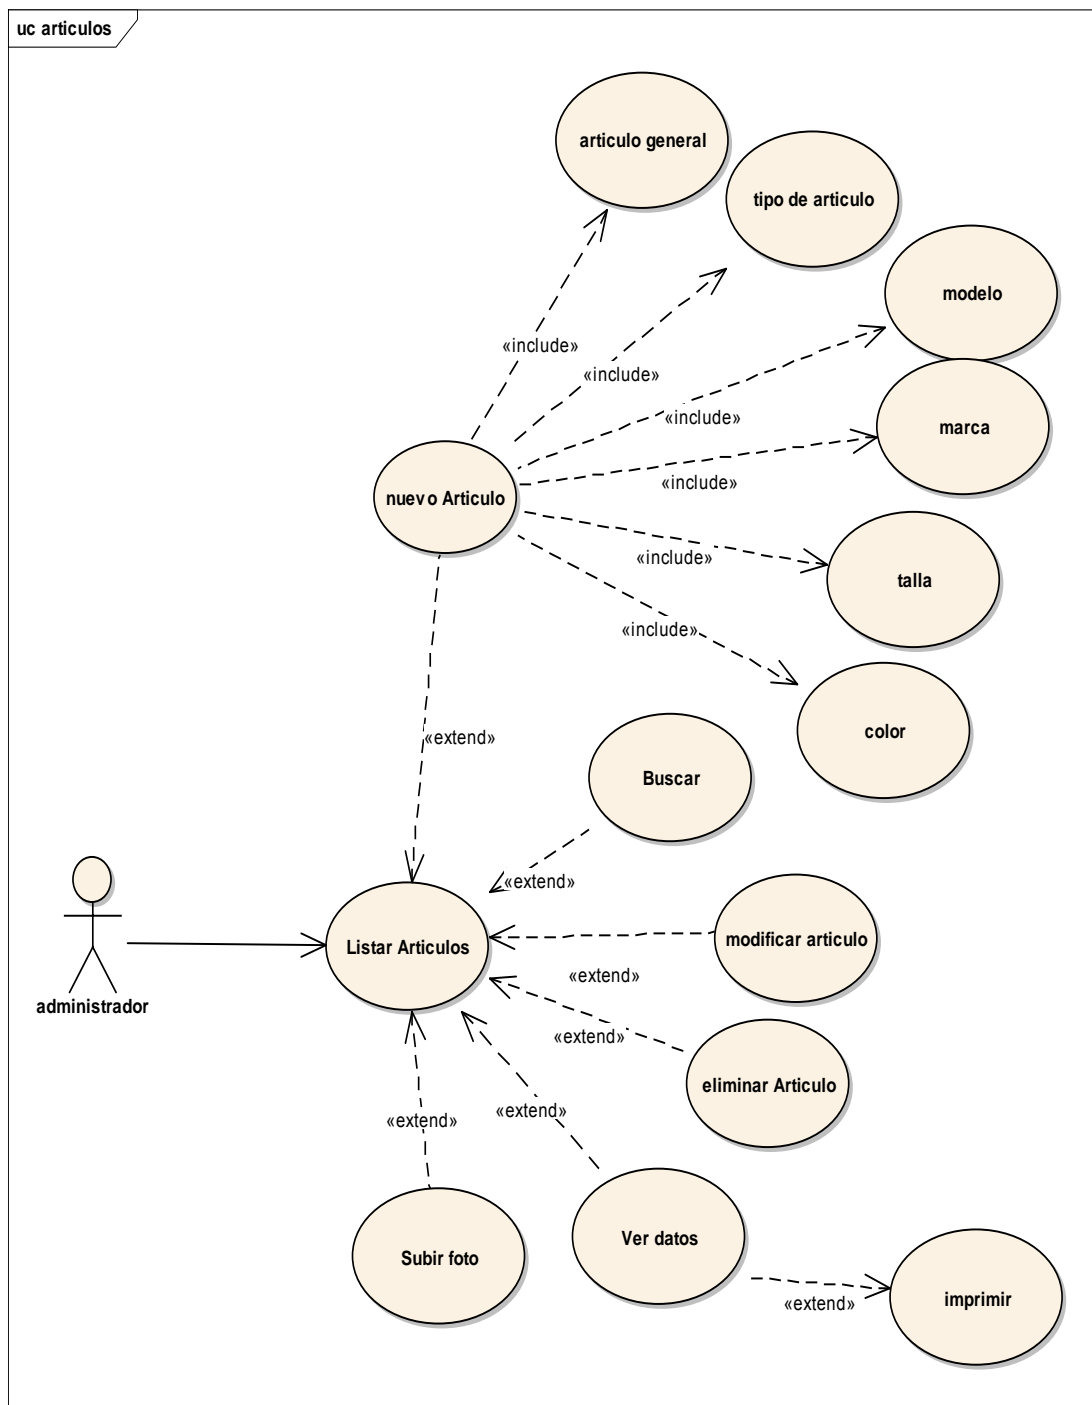 uc articulos
articulo general
tipo de articulo
modelo
«include»
«include»
«include»
marca
«include»
nuevo Articulo
«include»
talla
«include»
color
«extend»
Buscar
«extend»
modificar articulo
Listar Articulos
«extend»
administrador
«extend»
eliminar Articulo
«extend»
«extend»
Ver datos
Subir foto
imprimir
«extend»